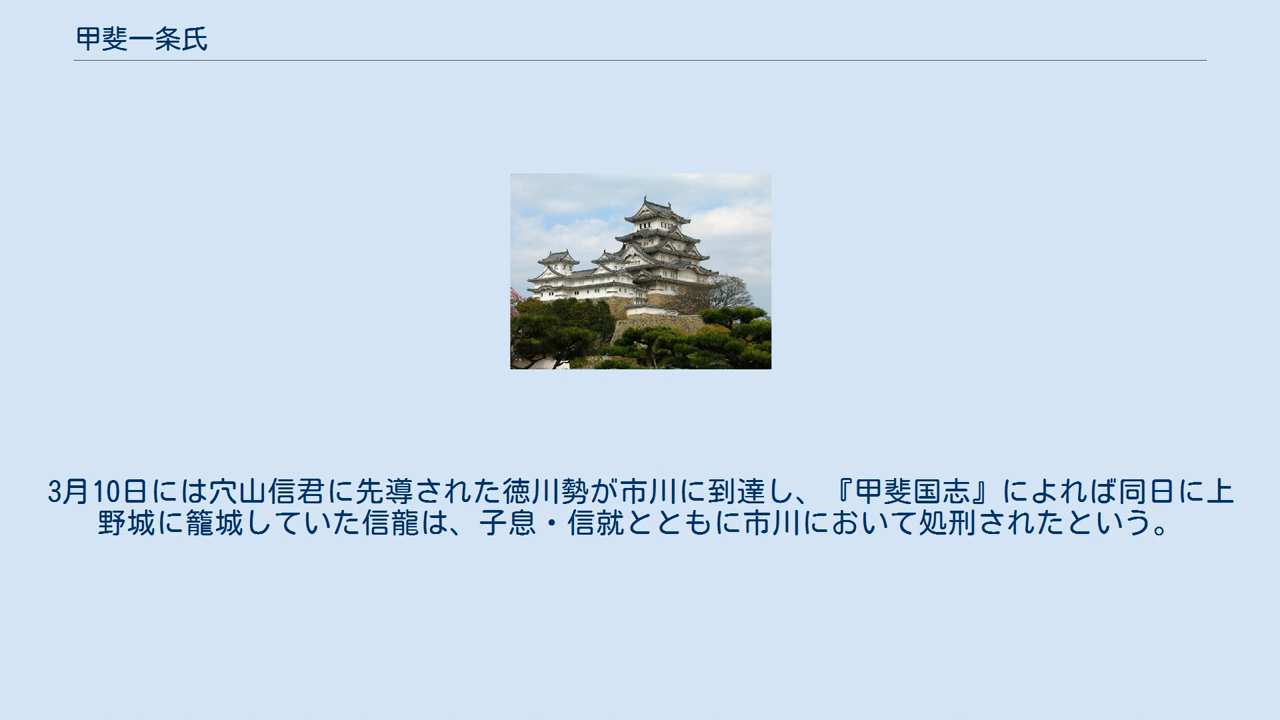 甲斐一条氏
3月10日には穴山信君に先導された徳川勢が市川に到達し、『甲斐国志』によれば同日に上
野城に籠城していた信龍は、子息・信就とともに市川において処刑されたという。